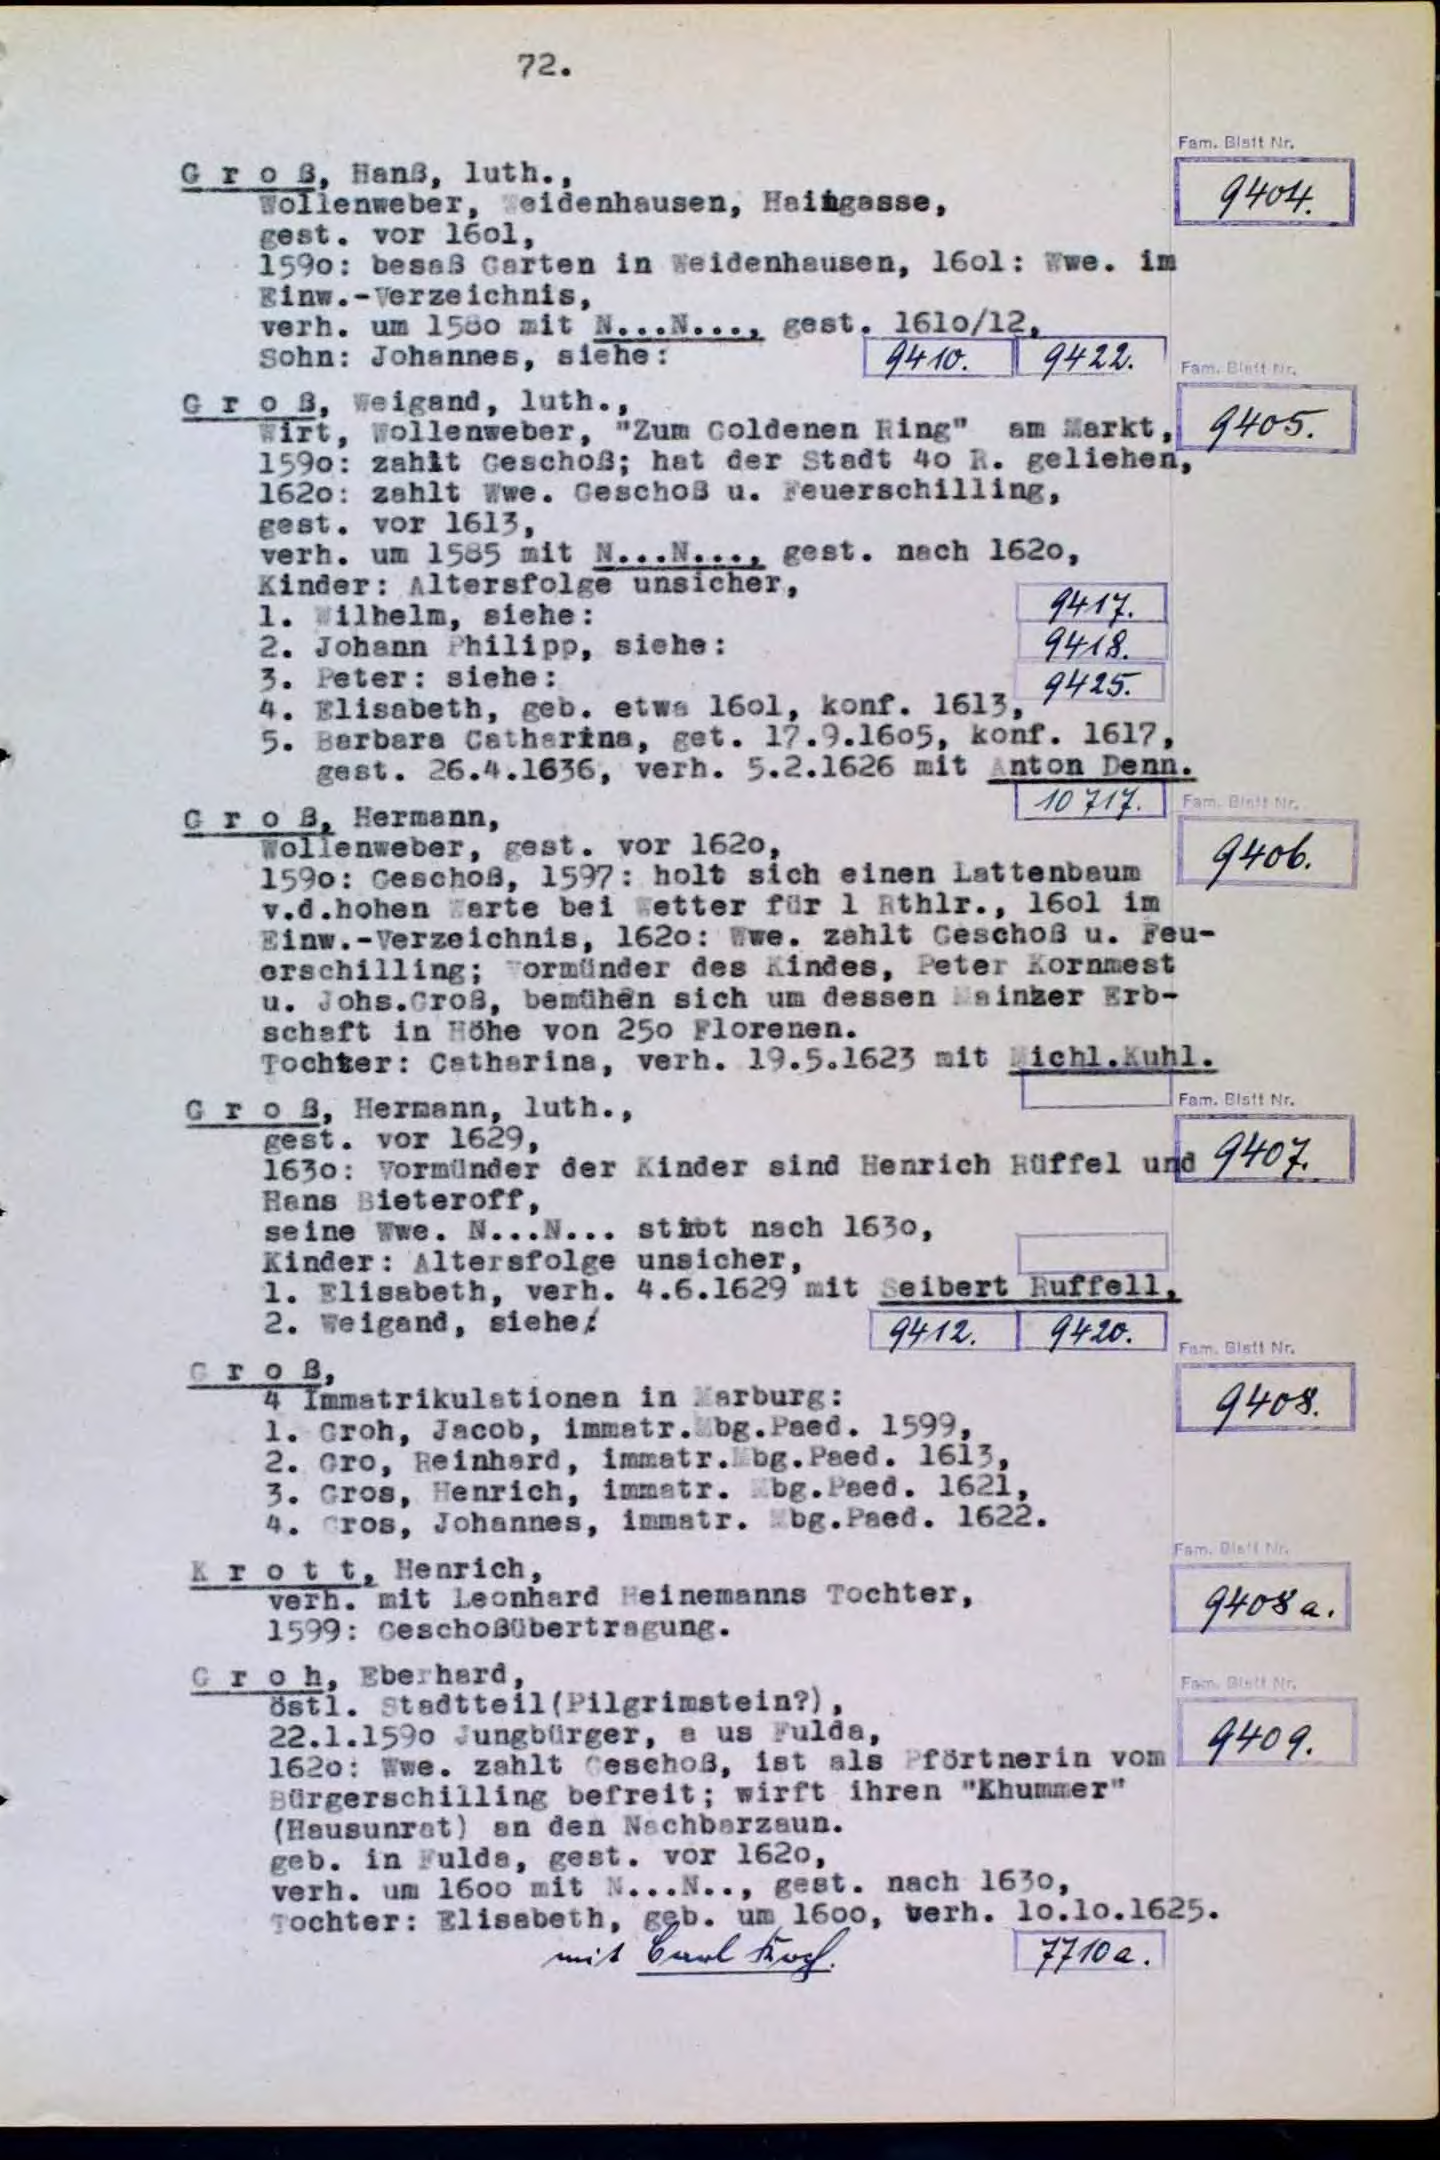 72.
Fam. Blatt Nr.
G r o ß, Hanß, luth.,
9404.
Wollenweber, Weidenhausen, Haingasse,
gest. vor 16o1,
159o: besaß Garten in Weidenhausen, 16o1: Wwe. im
Einw.-Verzeichnis,
verh. um 158o mit N...N..., gest. 161o/12,
Sohn: Johannes, siehe: 9410. 9422.
Fam. Blatt Nr.
G r o ß, Weigand, luth.,
9405.
Wirt, Wollenweber, "Zum Goldenen Ring" am Markt,
159o: zahlt Geschoß; hat der Stadt 4o R. geliehen,
162o: zahlt Wwe. Geschoß u. Feuerschilling,
gest. vor 1613,
verh. um 1585 mit N...N..., gest. nach 162o,
Kinder: Altersfolge unsicher,
1. Wilhelm, siehe: 9417.
2. Johann Philipp, siehe: 9418.
3. Peter: siehe: 9425.
4. Elisabeth, geb. etwa 16o1, konf. 1613,
5. Barbara Catharina, get. 17.9.16o5, konf. 1617,
gest. 26.4.1636, verh. 5.2.1626 mit Anton Denn.
10717. Fam. Blatt Nr.
G r o ß, Hermann,
9406.
Wollenweber, gest. vor 162o,
159o: Geschoß, 1597: holt sich einen Lattenbaum
v.d.hohen Warte bei Wetter für 1 Rthlr., 16o1 im
Einw.-Verzeichnis, 162o: Wwe. zahlt Geschoß u. Feu-
erschilling; Vormünder des Kindes, Peter Kornmest
u. Johs.Groß, bemühen sich um dessen Mainzer Erb-
schaft in Höhe von 25o Florenen.
Tochter: Catharina, verh. 19.5.1623 mit Michl.Kuhl.
Fam. Blatt Nr.
G r o ß, Hermann, luth.,
9407.
gest. vor 1629,
163o: Vormünder der Kinder sind Henrich Rüffel und
Hans Bieteroff,
seine Wwe. N...N... stibt nach 163o,
Kinder: Altersfolge unsicher,
1. Elisabeth, verh. 4.6.1629 mit Seibert Ruffell,
2. Weigand, siehe: 9412. 9420.
Fam. Blatt Nr.
G r o ß,
9408.
4 Immatrikulationen in Marburg:
1. Groh, Jacob, immatr.Mbg.Paed. 1599,
2. Gro, Reinhard, immatr.Mbg.Paed. 1613,
3. Gros, Henrich, immatr. Mbg.Paed. 1621,
4. Gros, Johannes, immatr. Mbg.Paed. 1622.
Fam. Blatt Nr.
K r o t t, Henrich,
9408a.
verh. mit Leonhard Heinemanns Tochter,
1599: Geschoßübertragung.
Fam. Blatt Nr.
G r o h, Eberhard,
9409.
östl. Stadtteil(Pilgrimstein?),
22.1.159o Jungbürger, a us Fulda,
162o: Wwe. zahlt Geschoß, ist als Pförtnerin vom
Bürgerschilling befreit; wirft ihren "Khummer"
(Hausunrat) an den Nachbarzaun.
geb. in Fulda, gest. vor 162o,
verh. um 16oo mit N...N.., gest. nach 163o,
Tochter: Elisabeth, geb. um 16oo, verh. 1o.1o.1625.
mit Carl Koch. 7710a.